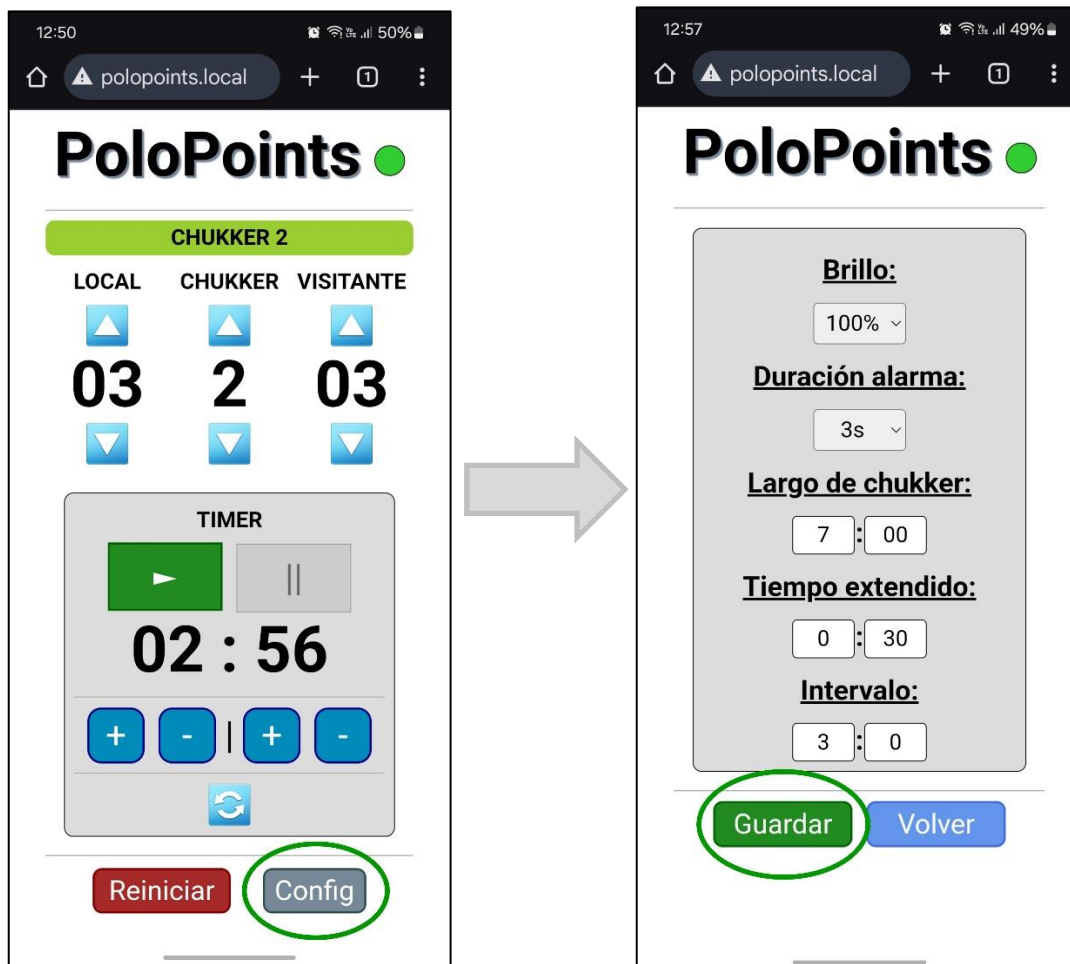 12:50 50%
polopoints.local + 1
PoloPoints
CHUKKER 2
LOCAL CHUKKER VISITANTE
03 2 03
TIMER
02 : 56
+ - | + -
Reiniciar Config
12:57 49%
polopoints.local + 1
PoloPoints
Brillo:
100%
Duración alarma:
3s
Largo de chukker:
7 : 00
Tiempo extendido:
0 : 30
Intervalo:
3 : 0
Guardar Volver